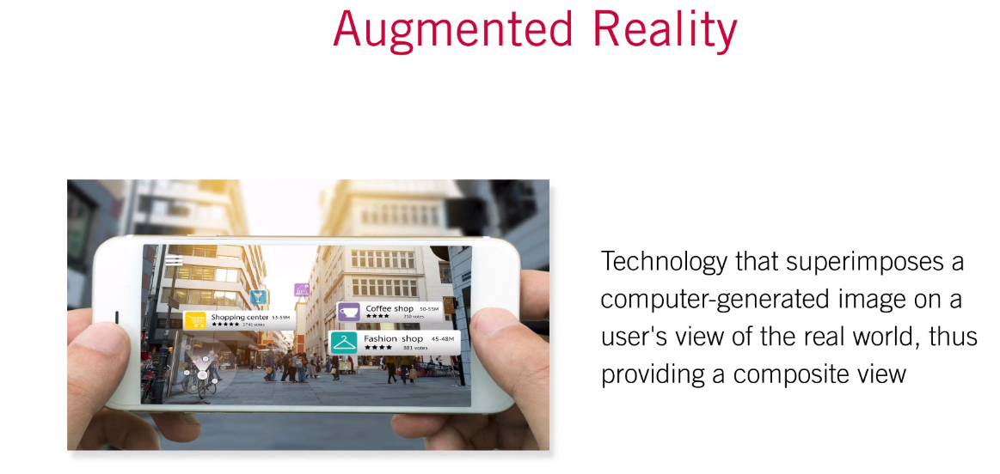 Augmented Reality
Technology that superimposes a
computer-generated image on a
user's view of the real world, thus
providing a composite view
Coffee shop 50-55M
210 votes
Shopping center 53-59M
2741 votes
Fashion shop 45-48M
881 votes